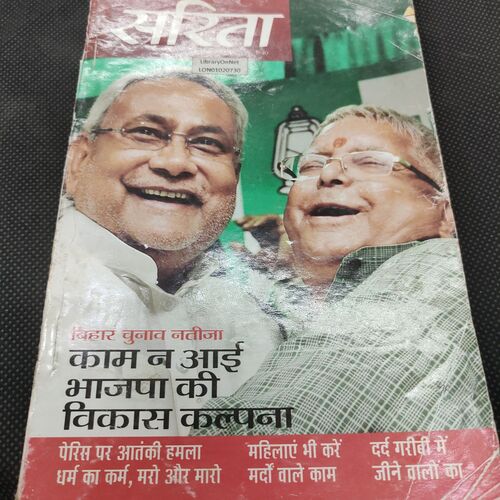 सरिता
LibraryOnNet
LON01020730
बिहार चुनाव नतीजा
काम न आई
भाजपा की
विकास कल्पना
पेरिस पर आतंकी हमला
धर्म का कर्म, मरो और मारो
महिलाएं भी करें
मर्दों वाले काम
दर्द गरीबी में
जीने वालों का